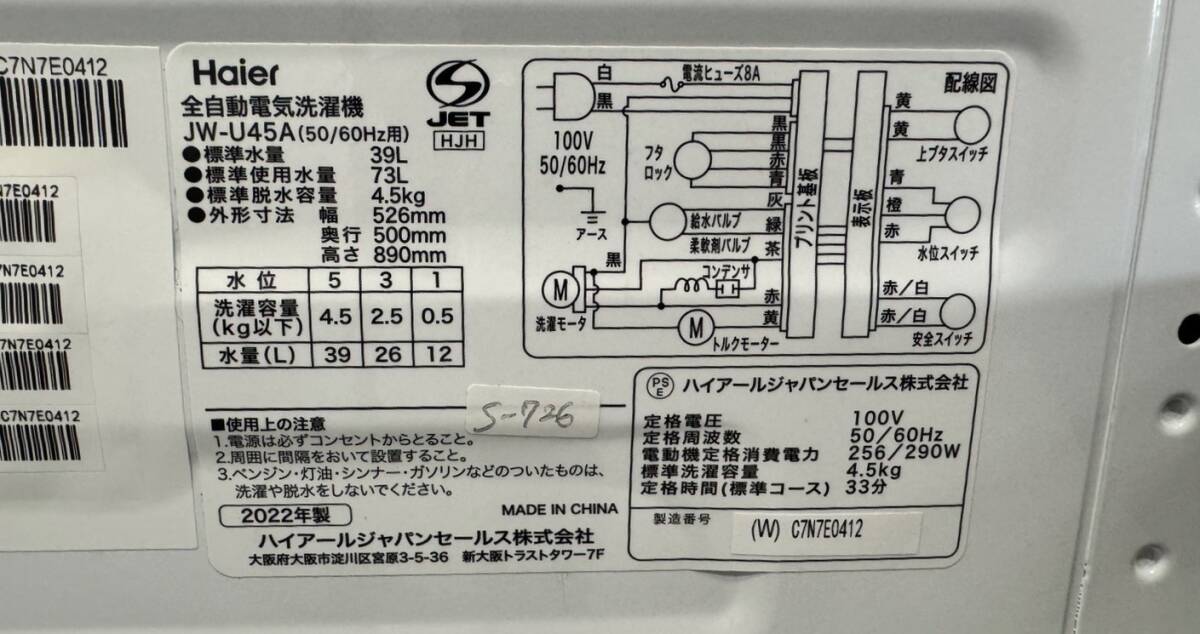 C7N7E0412
N7E0412
7N7E0412
C7N7E0412
C7N7E0412
Haier
全自動電気洗濯機
JW-U45A(50/60Hz用)
JET
HJH
●標準水量 39L
●標準使用水量 73L
●標準脱水容量 4.5kg
●外形寸法 幅 526mm
奥行 500mm
高さ 890mm
水位 5 3 1
洗濯容量(kg以下) 4.5 2.5 0.5
水量(L) 39 26 12
配線図
白
電流ヒューズ8A
黒
100V
50/60Hz
アース
フタ
ロック
黒
黒
赤
青
灰
給水バルブ
緑
柔軟剤バルブ
茶
黒
コンデンサ
赤
黄
M
洗濯モータ
M
トルクモーター
プリント基板
表示板
黄
黄
上ブタスイッチ
青
橙
赤
水位スイッチ
赤/白
赤/白
安全スイッチ
S-726
■使用上の注意
1.電源は必ずコンセントからとること。
2.周囲に間隔をおいて設置すること。
3.ベンジン・灯油・シンナー・ガソリンなどのついたものは、
洗濯や脱水をしないでください。
2022年製
MADE IN CHINA
ハイアールジャパンセールス株式会社
大阪府大阪市淀川区宮原3-5-36 新大阪トラストタワー7F
PSE ハイアールジャパンセールス株式会社
定格電圧 100V
定格周波数 50/60Hz
電動機定格消費電力 256/290W
標準洗濯容量 4.5kg
定格時間(標準コース) 33分
製造番号 (W) C7N7E0412